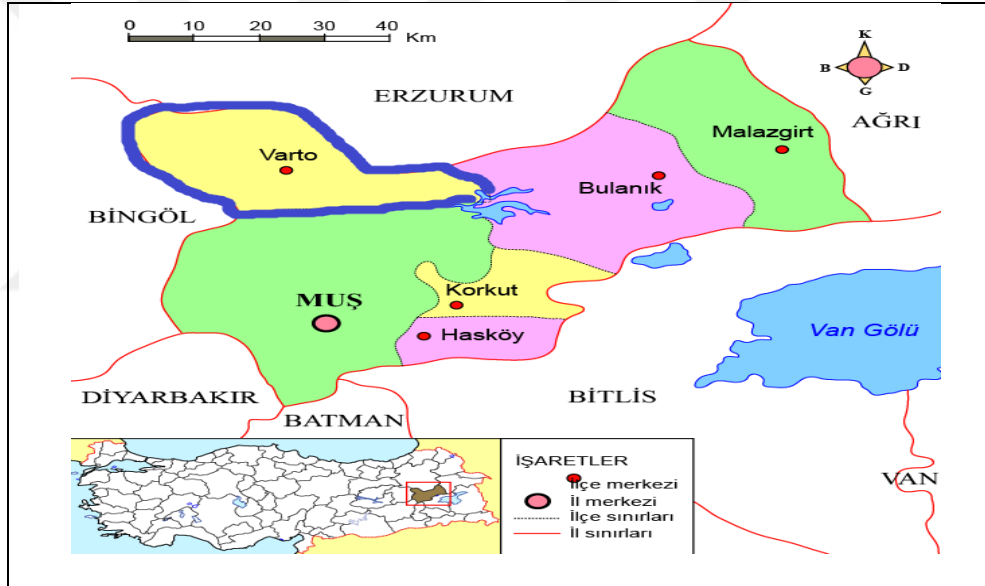 0 10 20 30 40
Km
K
B D
G
ERZURUM
AĞRI
Malazgirt
Varto
Bulanık
BİNGÖL
MUŞ
Korkut
Hasköy
Van Gölü
DİYARBAKIR
BİTLİS
BATMAN
VAN
İŞARETLER
İlçe merkezi
İl merkezi
İlçe sınırları
İl sınırları